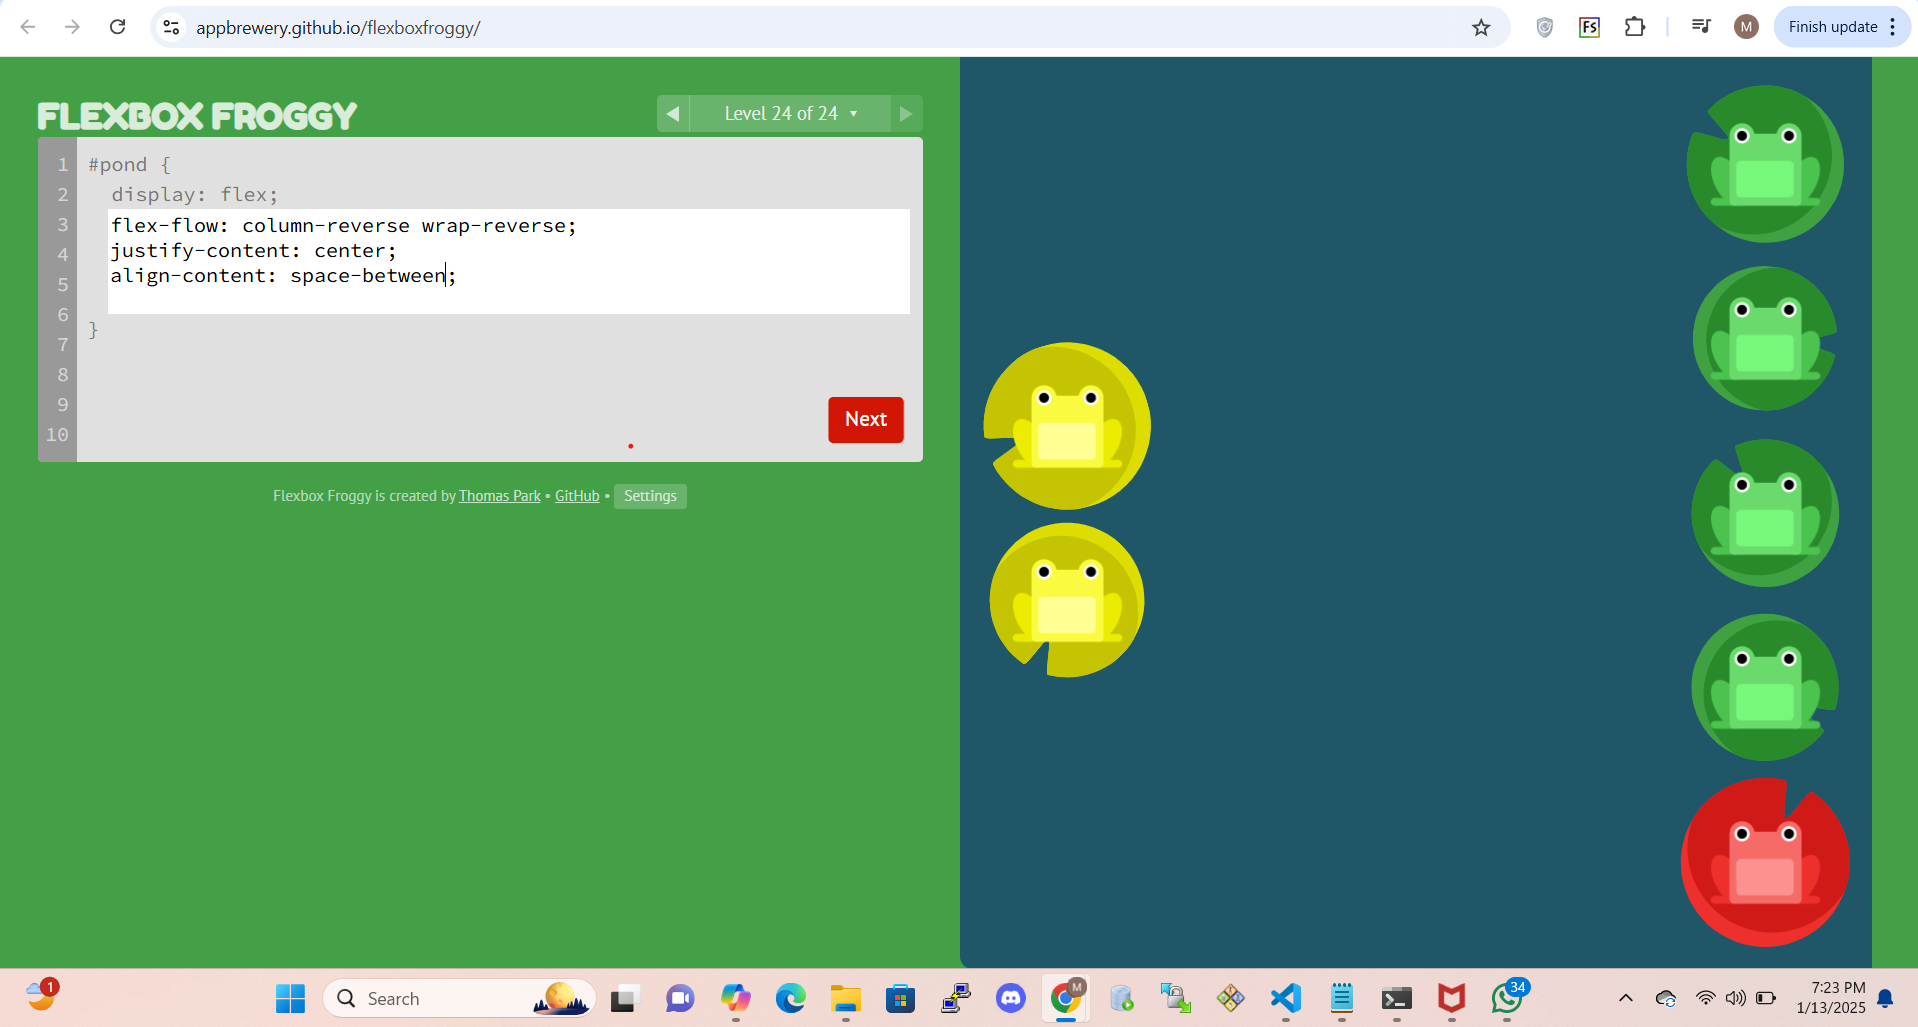 appbrewery.github.io/flexboxfroggy/
FS
M
Finish update
FLEXBOX FROGGY
Level 24 of 24
1 #pond {
2 display: flex;
3 flex-flow: column-reverse wrap-reverse;
4 justify-content: center;
5 align-content: space-between;
6 }
7
8
9
10
Next
Flexbox Froggy is created by Thomas Park • GitHub • Settings
1
Search
M
34
7:23 PM
1/13/2025